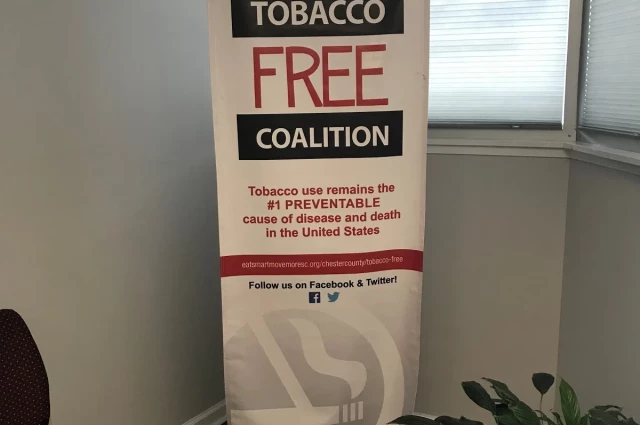 TOBACCO
FREE
COALITION
Tobacco use remains the
#1 PREVENTABLE
cause of disease and death
in the United States
eatsmartmovemoresc.org/chestercounty/tobacco-free
Follow us on Facebook & Twitter!